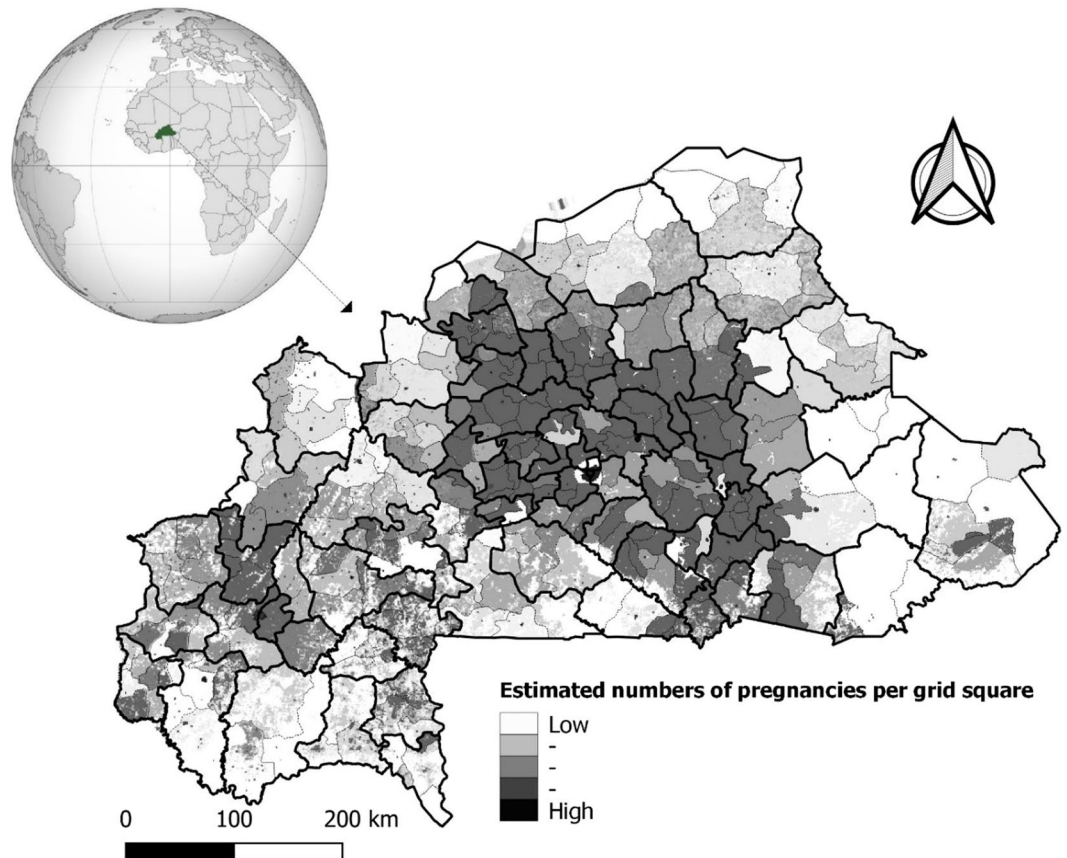 Estimated numbers of pregnancies per grid square
Low
-
-
-
High
0 100 200 km